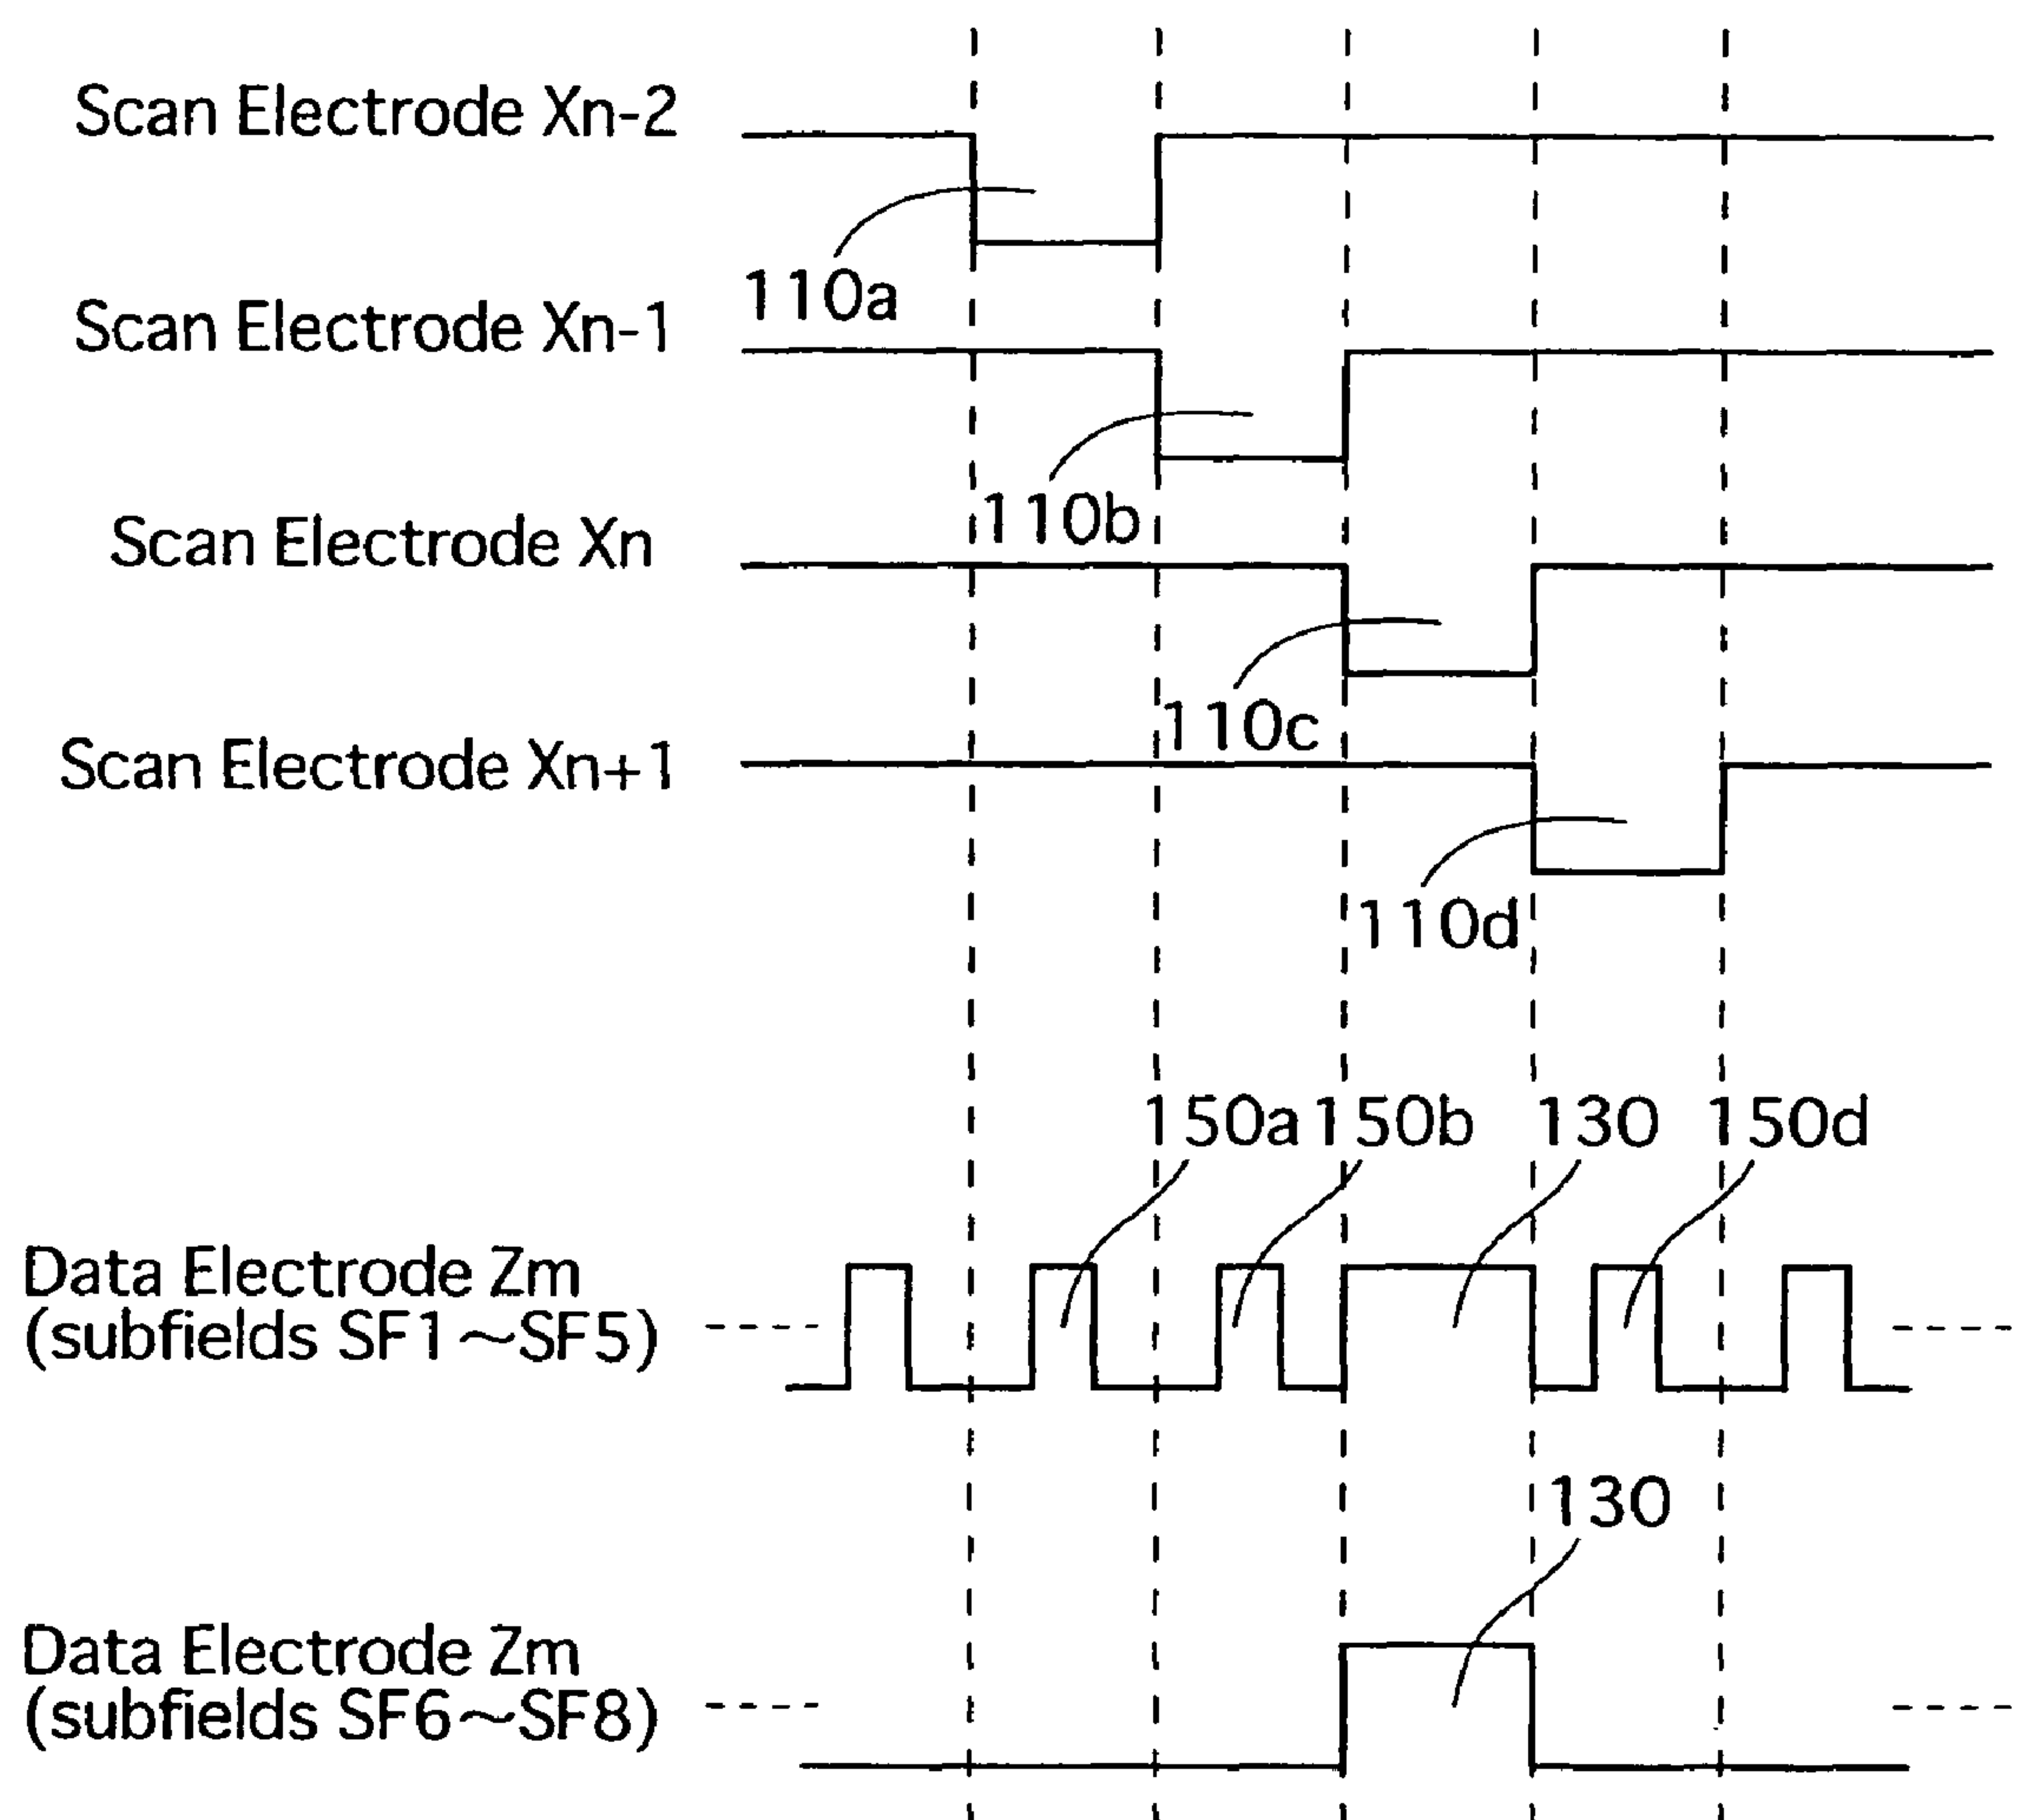 Scan Electrode Xn-2
110a
Scan Electrode Xn-1
110b
Scan Electrode Xn
110c
Scan Electrode Xn+1
110d
150a 150b 130 150d
Data Electrode Zm
(subfields SF1~SF5)
130
Data Electrode Zm
(subfields SF6~SF8)